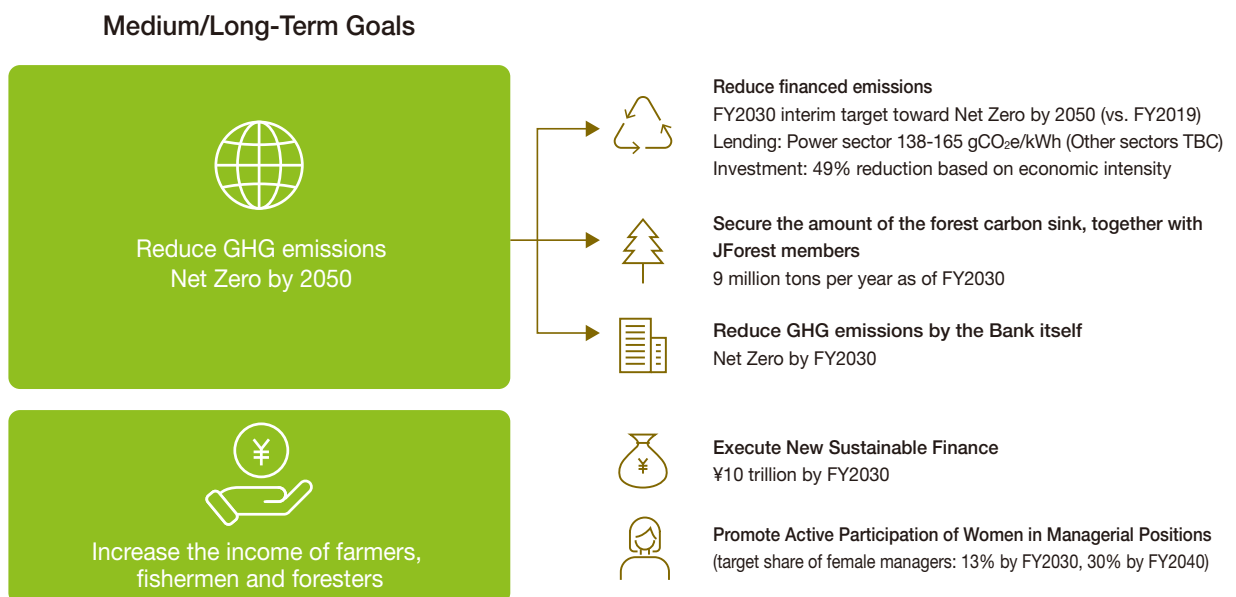 Medium/Long-Term Goals
Reduce GHG emissions
Net Zero by 2050
Reduce financed emissions
FY2030 interim target toward Net Zero by 2050 (vs. FY2019)
Lending: Power sector 138-165 gCO₂e/kWh (Other sectors TBC)
Investment: 49% reduction based on economic intensity
Secure the amount of the forest carbon sink, together with
JForest members
9 million tons per year as of FY2030
Reduce GHG emissions by the Bank itself
Net Zero by FY2030
¥
Increase the income of farmers,
fishermen and foresters
¥
Execute New Sustainable Finance
¥10 trillion by FY2030
Promote Active Participation of Women in Managerial Positions
(target share of female managers: 13% by FY2030, 30% by FY2040)